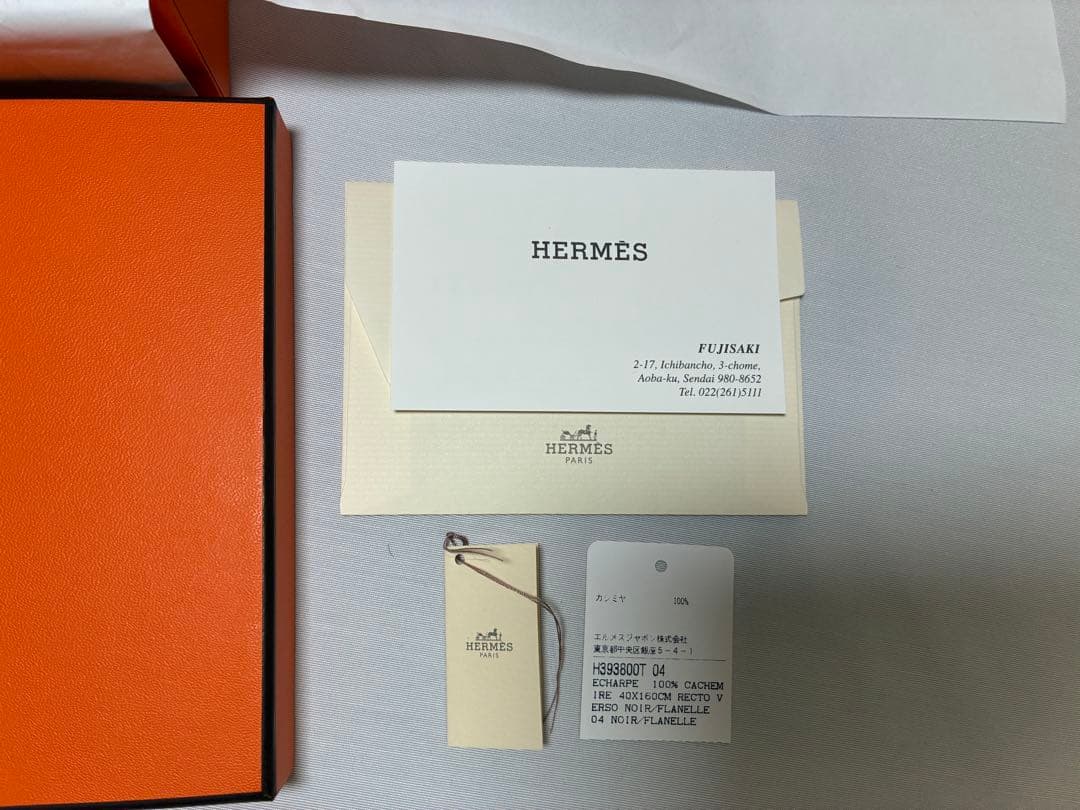 HERMÈS
FUJISAKI
2-17, Ichibancho, 3-chome,
Aoba-ku, Sendai 980-8652
Tel. 022(261)5111
HERMÈS
PARIS
HERMÈS
PARIS
カシミヤ 100%
エルメスジャポン株式会社
東京都中央区銀座5-4-1
H393800T 04
ECHARPE 100% CACHEM
IRE 40X160CM RECTO V
ERSO NOIR/FLANELLE
04 NOIR/FLANELLE